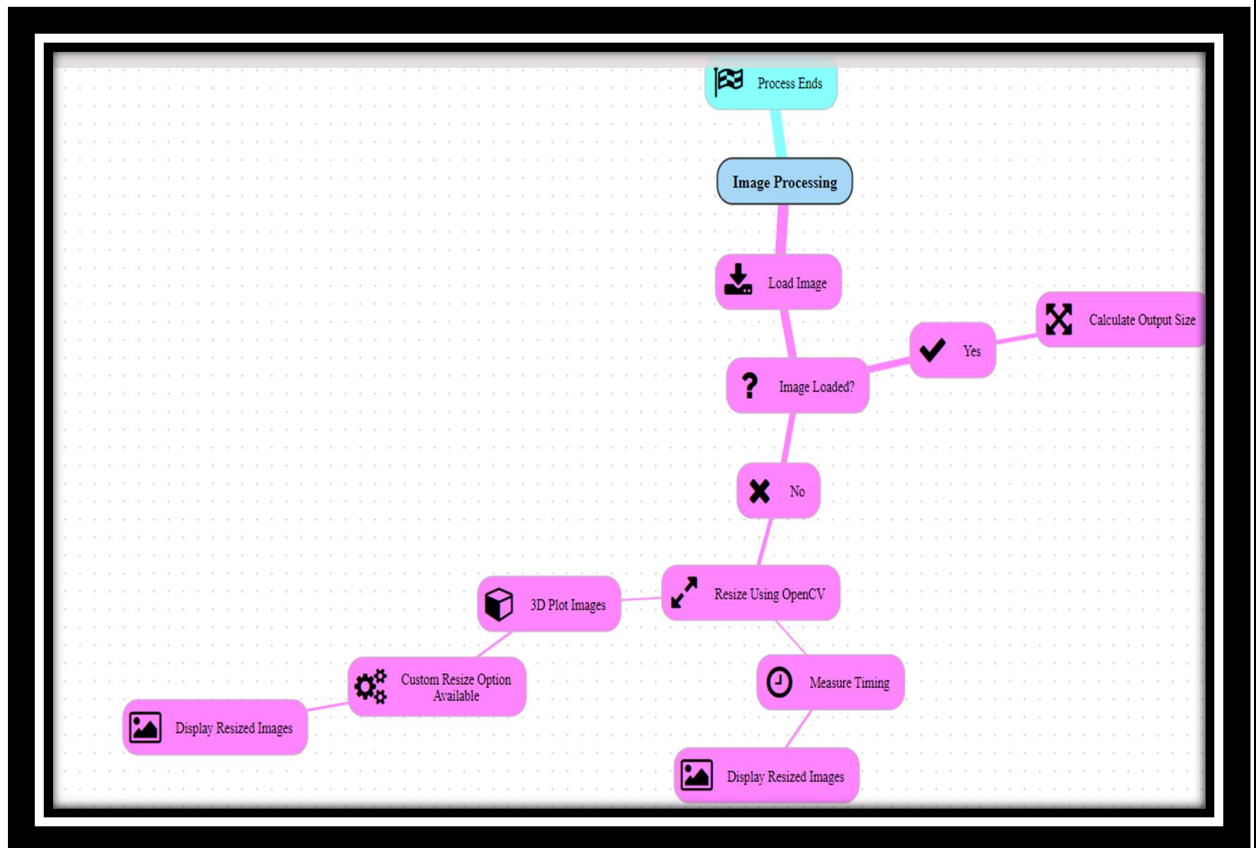 Process Ends
Image Processing
Load Image
Calculate Output Size
Yes
? Image Loaded?
No
Resize Using OpenCV
3D Plot Images
Custom Resize Option
Available
Measure Timing
Display Resized Images
Display Resized Images